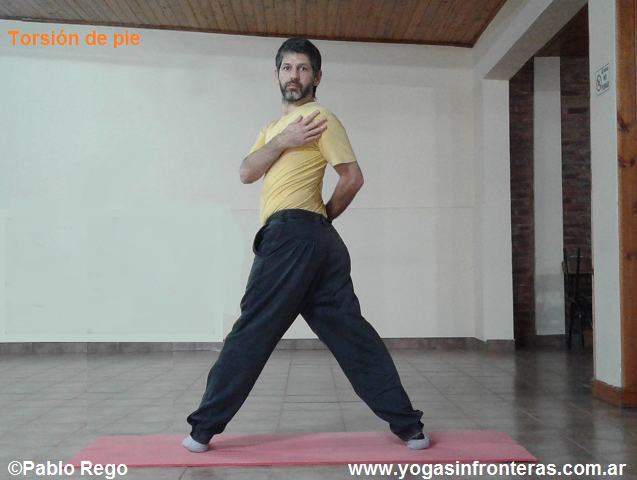 Torsión de pie
©Pablo Rego
www.yogasinfronteras.com.ar